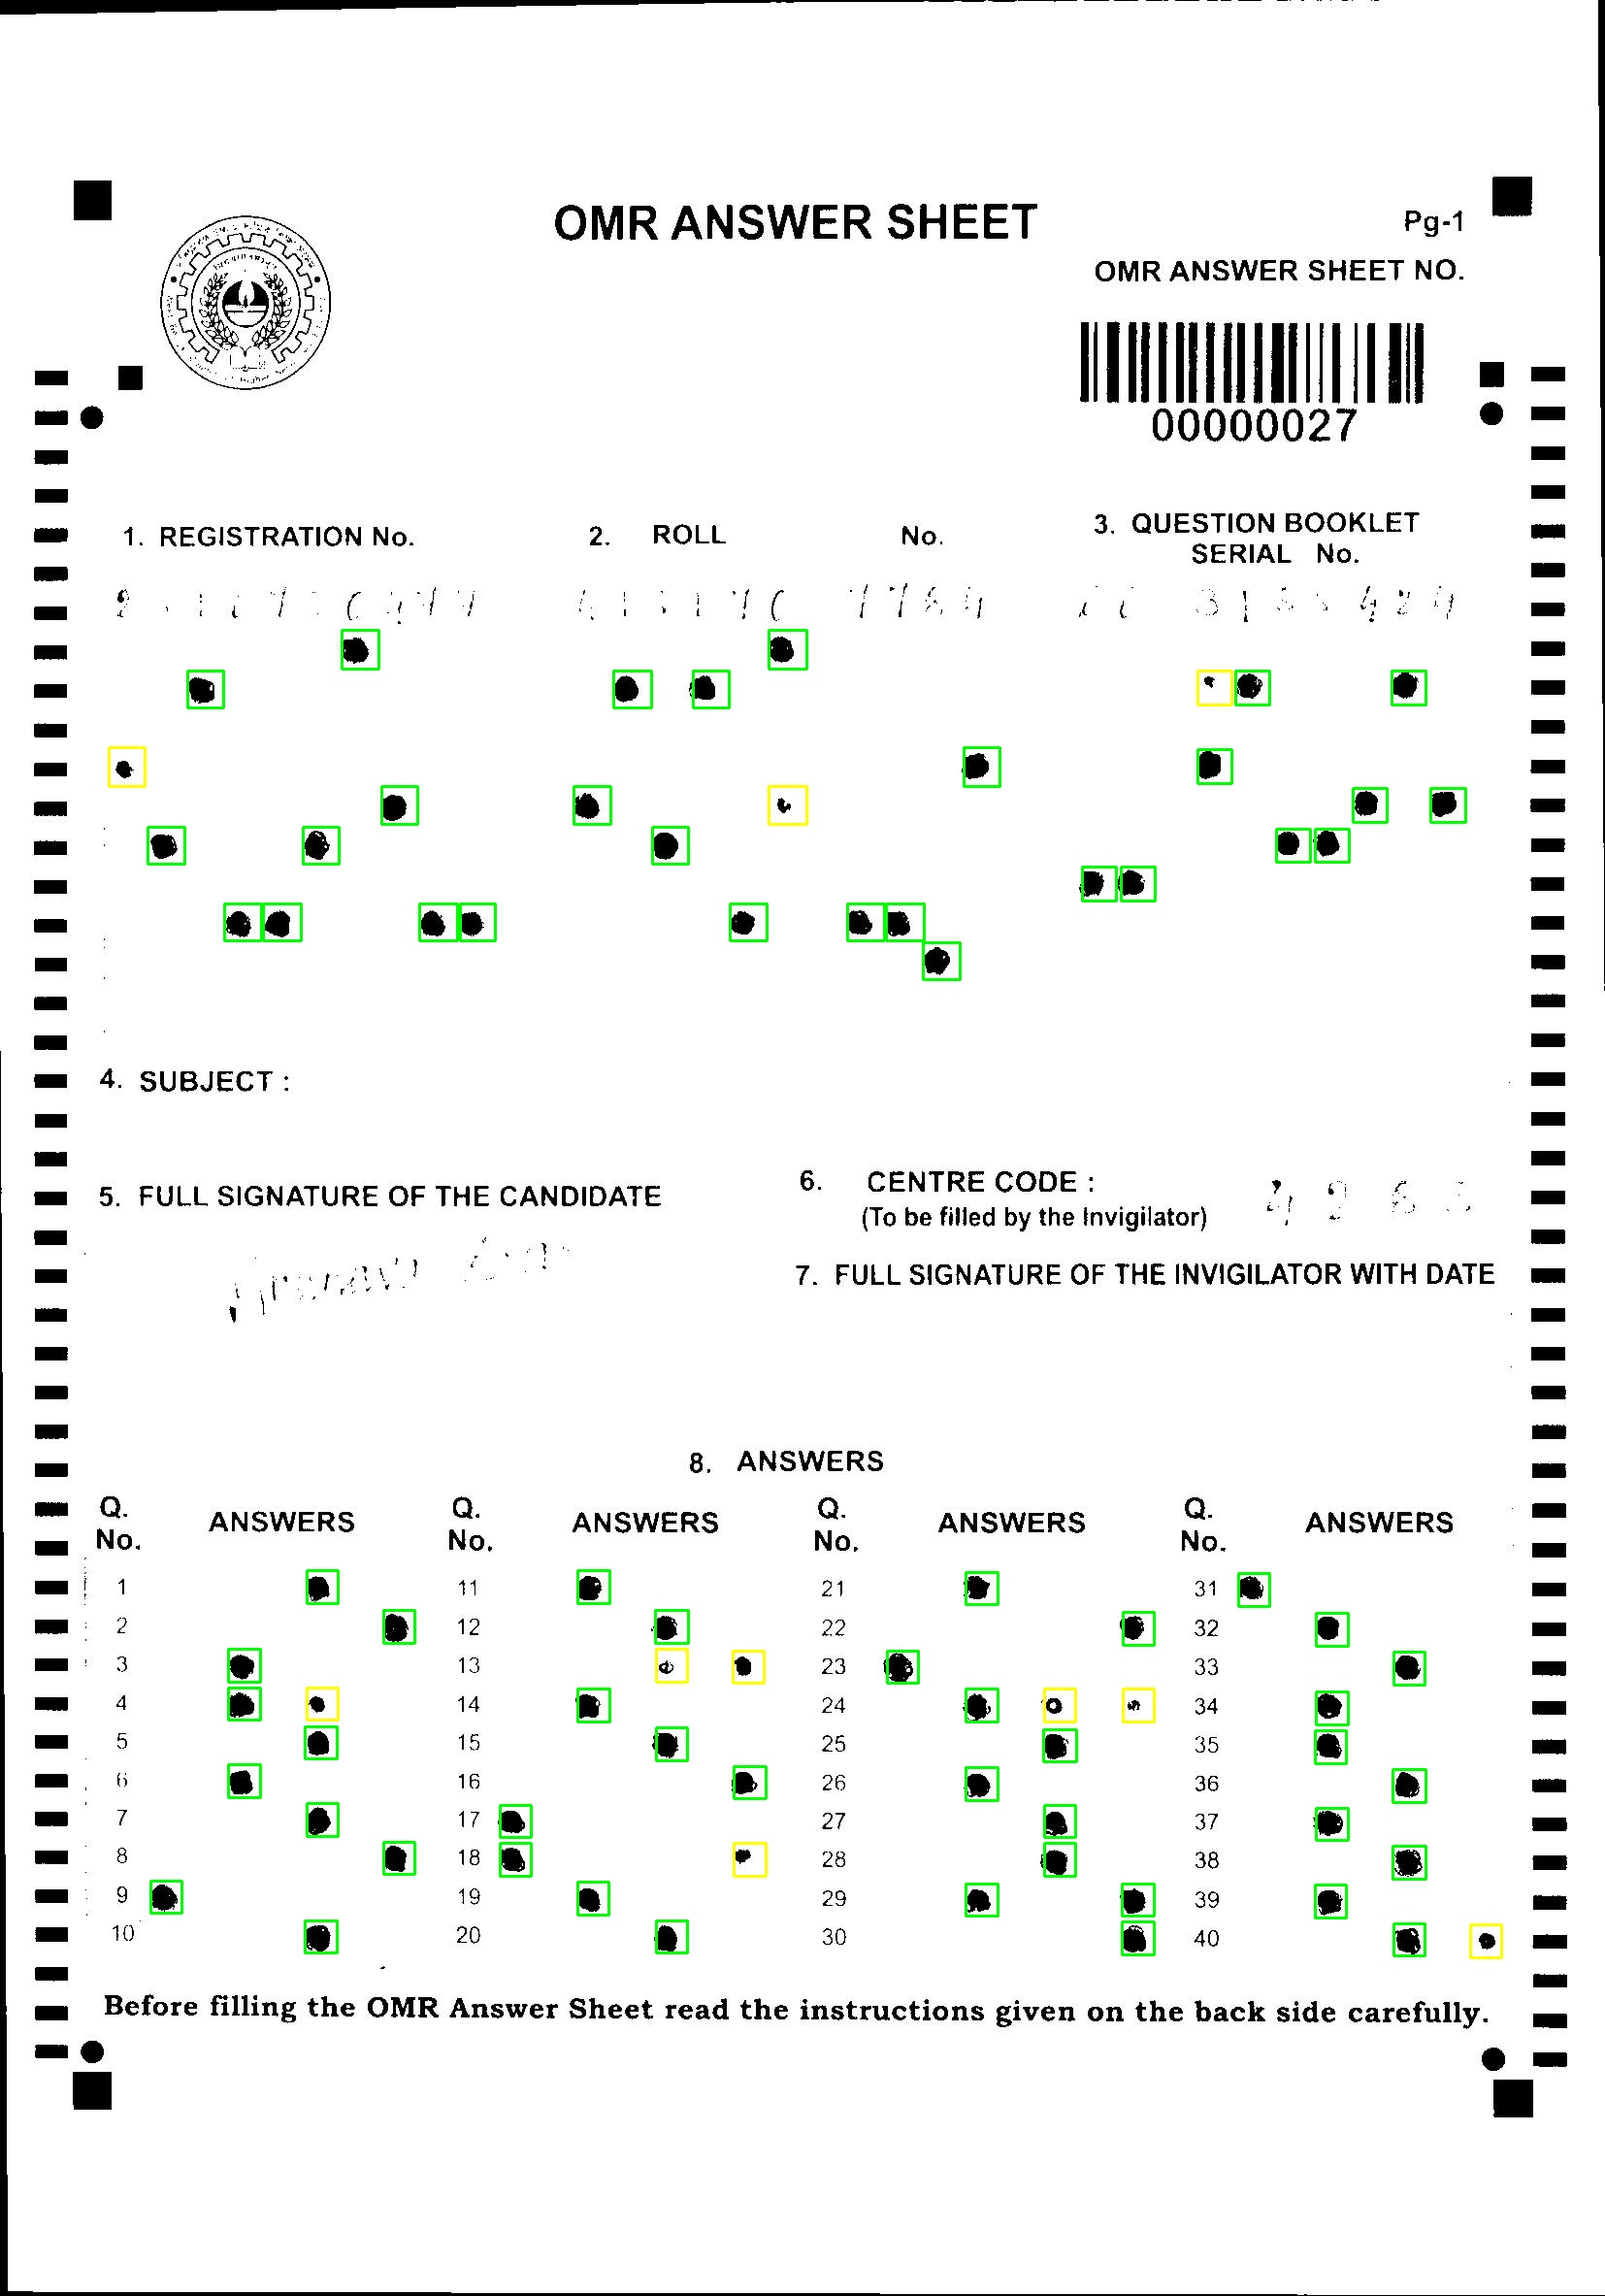 OMR ANSWER SHEET
Pg-1
OMR ANSWER SHEET NO.
00000027
1. REGISTRATION No.
2. ROLL No.
3. QUESTION BOOKLET
SERIAL No.
4. SUBJECT :
5. FULL SIGNATURE OF THE CANDIDATE
6. CENTRE CODE :
(To be filled by the Invigilator)
7. FULL SIGNATURE OF THE INVIGILATOR WITH DATE
8. ANSWERS
Q. No. ANSWERS Q. No. ANSWERS Q. No. ANSWERS Q. No. ANSWERS
1 11 21 31
2 12 22 32
3 13 23 33
4 14 24 34
5 15 25 35
6 16 26 36
7 17 27 37
8 18 28 38
9 19 29 39
10 20 30 40
Before filling the OMR Answer Sheet read the instructions given on the back side carefully.